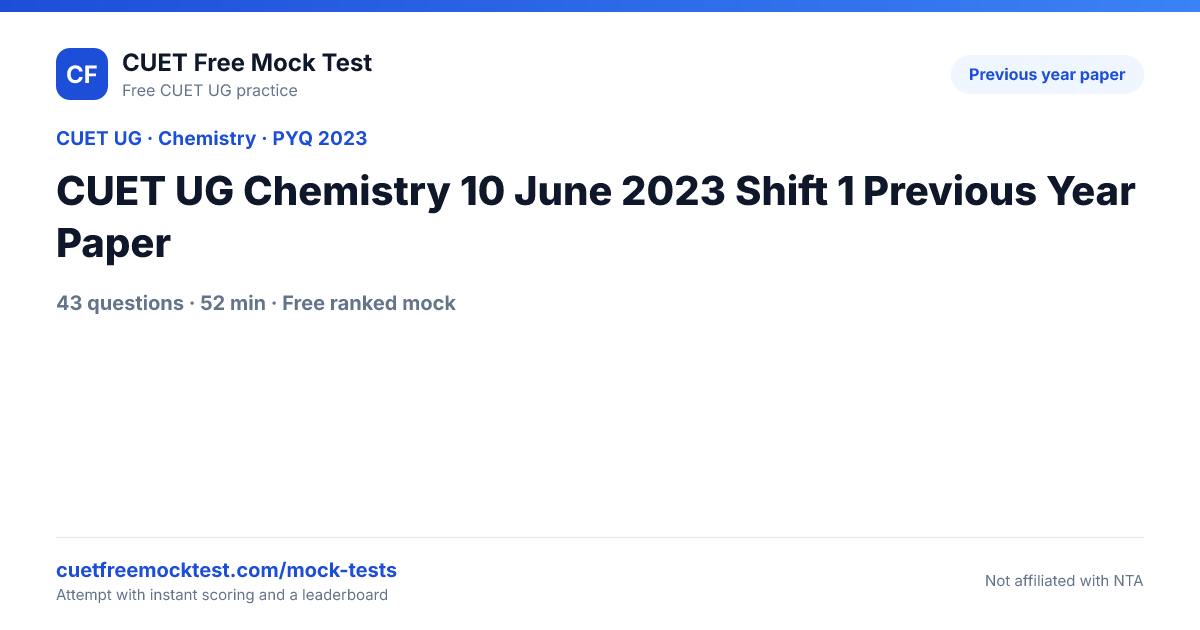 CF
CUET Free Mock Test
Free CUET UG practice
Previous year paper
CUET UG · Chemistry · PYQ 2023
CUET UG Chemistry 10 June 2023 Shift 1 Previous Year
Paper
43 questions · 52 min · Free ranked mock
cuetfreemocktest.com/mock-tests
Attempt with instant scoring and a leaderboard
Not affiliated with NTA